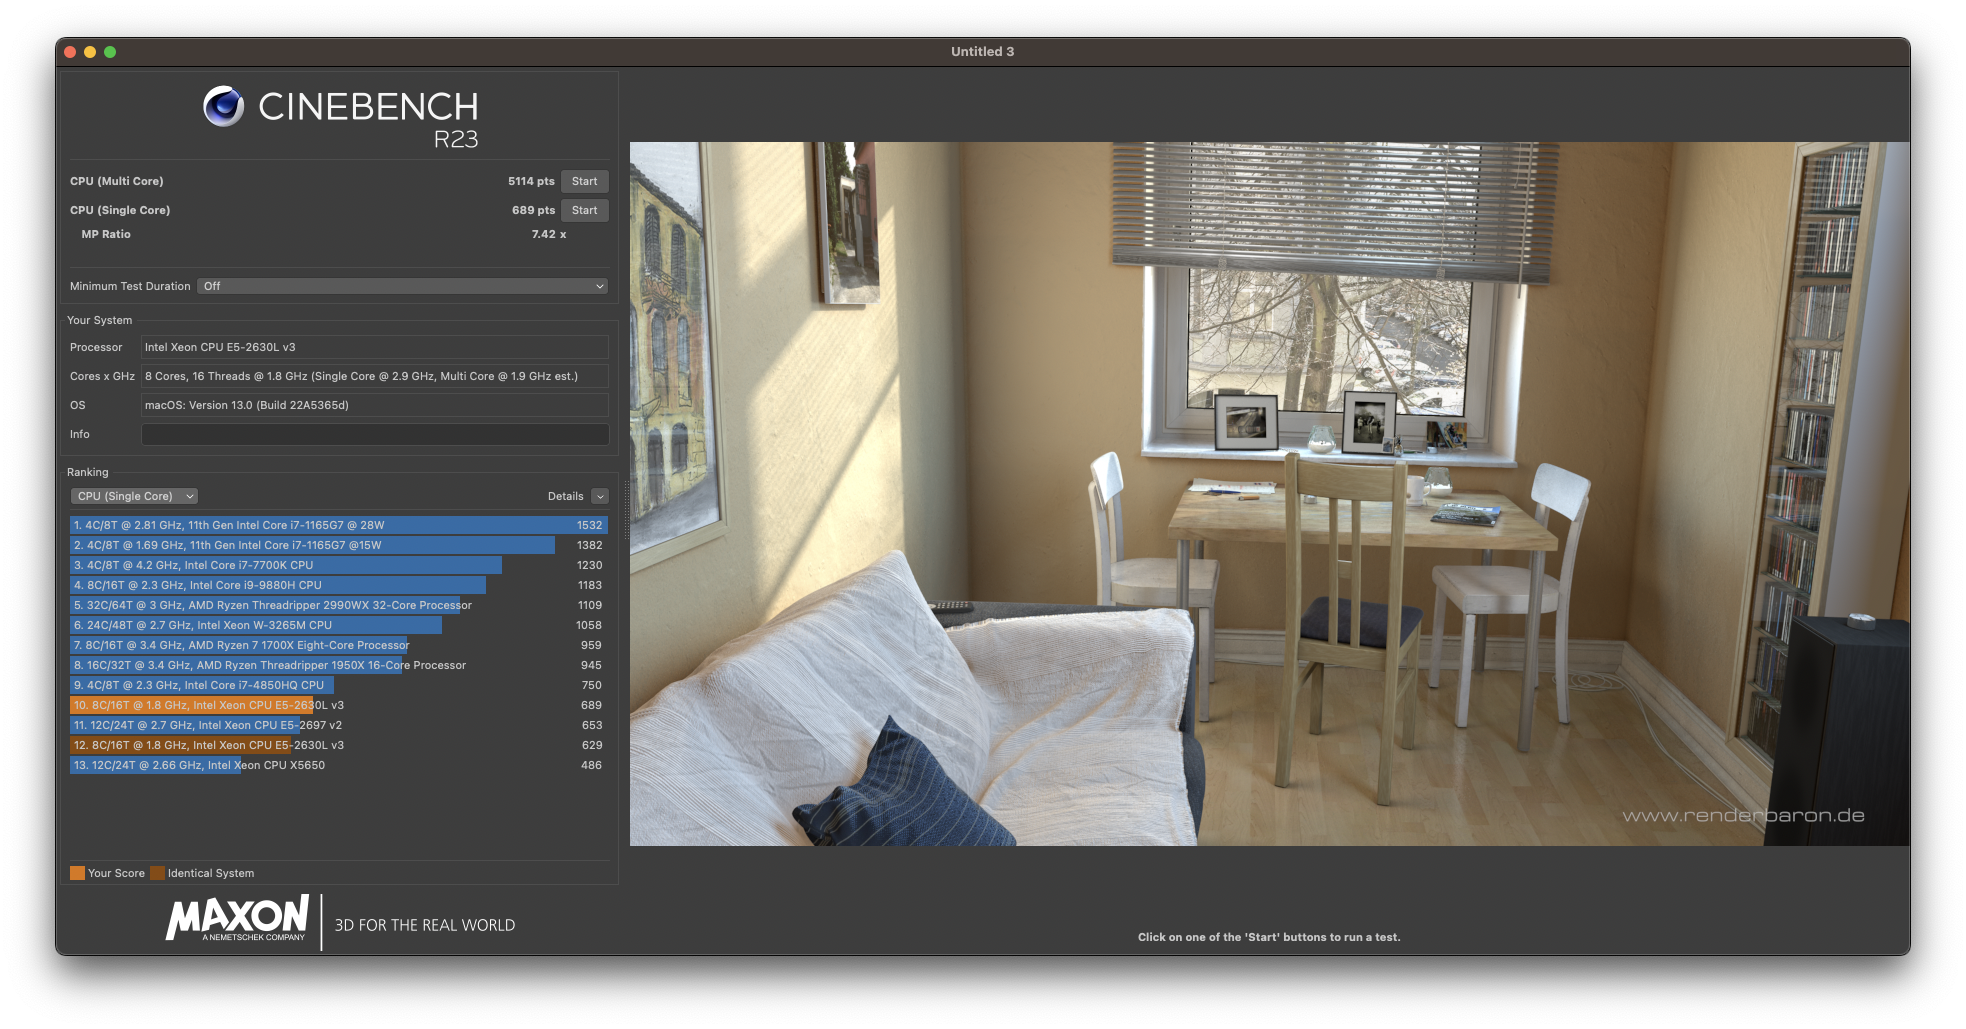 Untitled 3
CINEBENCH
R23
CPU (Multi Core) 5114 pts Start
CPU (Single Core) 689 pts Start
MP Ratio 7.42 x
Minimum Test Duration Off
Your System
Processor Intel Xeon CPU E5-2630L v3
Cores x GHz 8 Cores, 16 Threads @ 1.8 GHz (Single Core @ 2.9 GHz, Multi Core @ 1.9 GHz est.)
OS macOS: Version 13.0 (Build 22A5365d)
Info
Ranking
CPU (Single Core) Details
1. 4C/8T @ 2.81 GHz, 11th Gen Intel Core i7-1165G7 @ 28W 1532
2. 4C/8T @ 1.69 GHz, 11th Gen Intel Core i7-1165G7 @15W 1382
3. 4C/8T @ 4.2 GHz, Intel Core i7-7700K CPU 1230
4. 8C/16T @ 2.3 GHz, Intel Core i9-9880H CPU 1183
5. 32C/64T @ 3 GHz, AMD Ryzen Threadripper 2990WX 32-Core Processor 1109
6. 24C/48T @ 2.7 GHz, Intel Xeon W-3265M CPU 1058
7. 8C/16T @ 3.4 GHz, AMD Ryzen 7 1700X Eight-Core Processor 959
8. 16C/32T @ 3.4 GHz, AMD Ryzen Threadripper 1950X 16-Core Processor 945
9. 4C/8T @ 2.3 GHz, Intel Core i7-4850HQ CPU 750
10. 8C/16T @ 1.8 GHz, Intel Xeon CPU E5-2630L v3 689
11. 12C/24T @ 2.7 GHz, Intel Xeon CPU E5-2697 v2 653
12. 8C/16T @ 1.8 GHz, Intel Xeon CPU E5-2630L v3 629
13. 12C/24T @ 2.66 GHz, Intel Xeon CPU X5650 486
Your Score Identical System
MAXON
A NEMETSCHEK COMPANY
3D FOR THE REAL WORLD
www.renderbaron.de
Click on one of the 'Start' buttons to run a test.